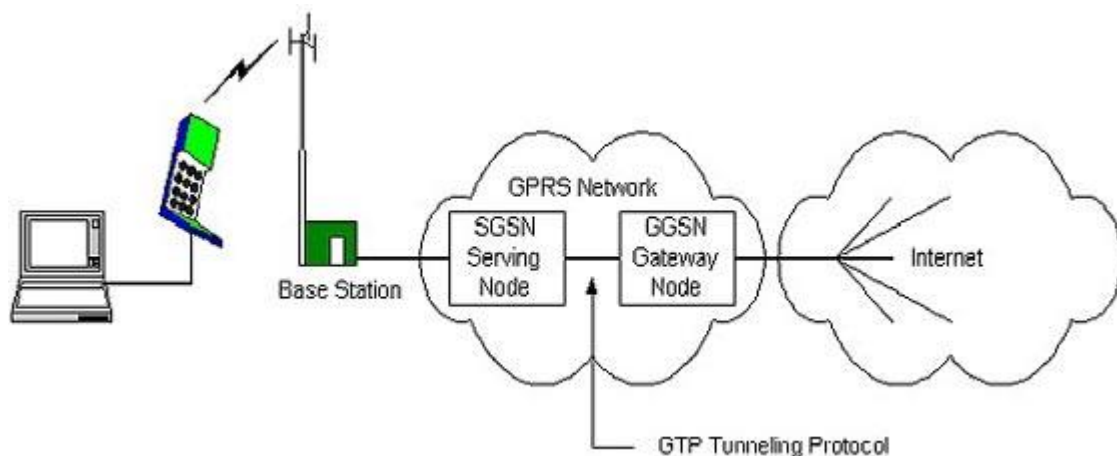 GPRS Network
SGSN
Serving
Node
GGSN
Gateway
Node
Internet
Base Station
GTP Tunneling Protocol